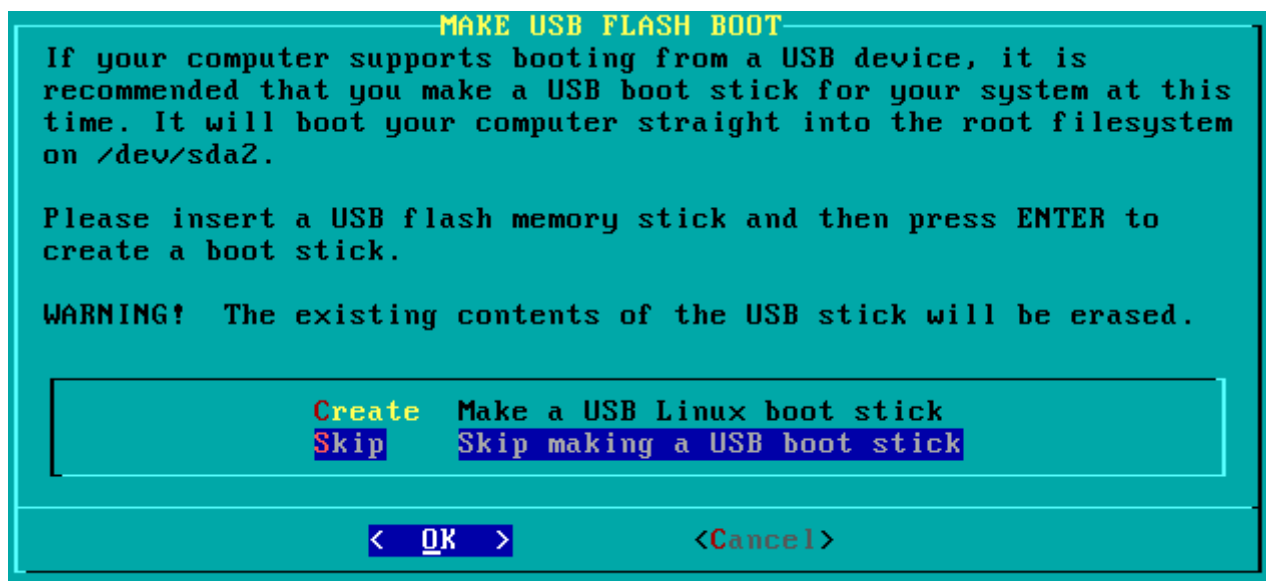 MAKE USB FLASH BOOT
If your computer supports booting from a USB device, it is
recommended that you make a USB boot stick for your system at this
time. It will boot your computer straight into the root filesystem
on /dev/sda2.
Please insert a USB flash memory stick and then press ENTER to
create a boot stick.
WARNING!  The existing contents of the USB stick will be erased.
Create  Make a USB Linux boot stick
Skip    Skip making a USB boot stick
<  OK  >          <Cancel>